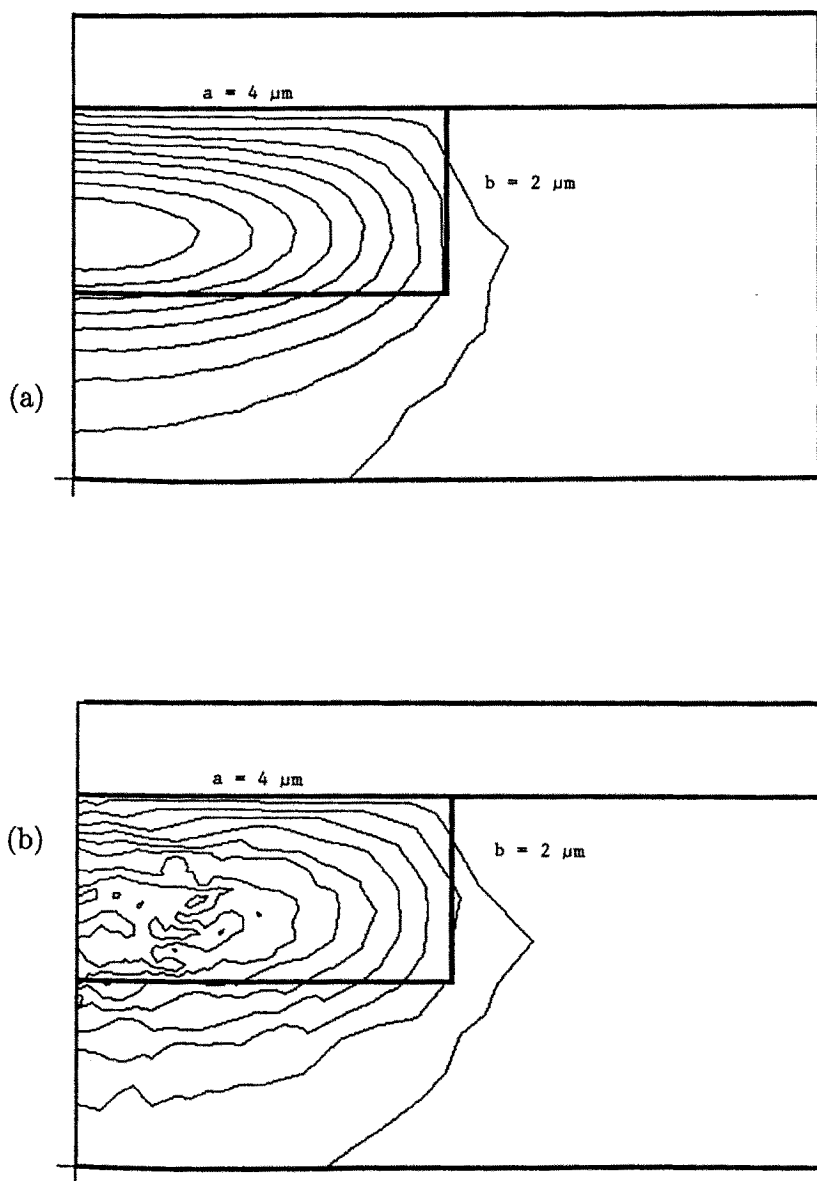 a = 4 µm
b = 2 µm
(a)
a = 4 µm
(b)
b = 2 µm